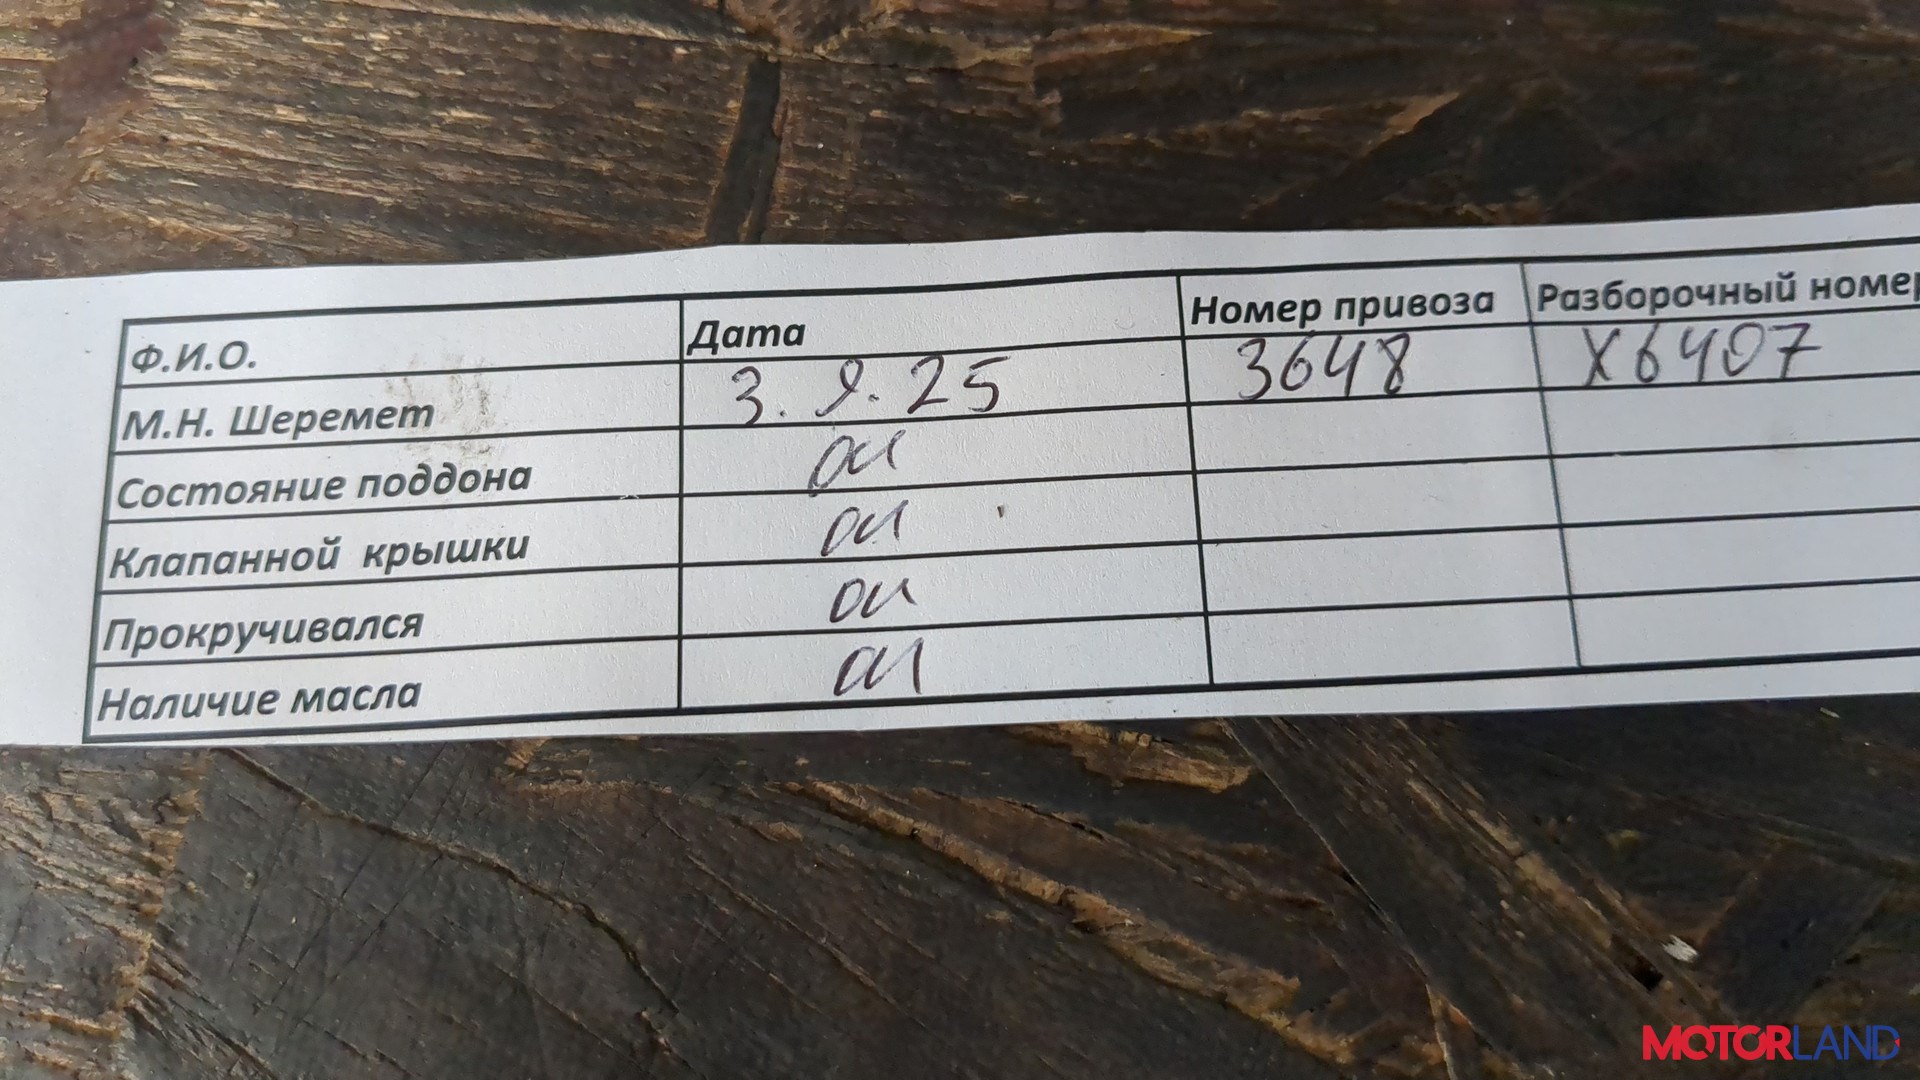 Ф.И.О. Дата Номер привоза Разборочный номер
М.Н. Шеремет 3.9.25 3648 X6407
Состояние поддона ок
Клапанной крышки ок
Прокручивался ок
Наличие масла ок
MOTORLAND